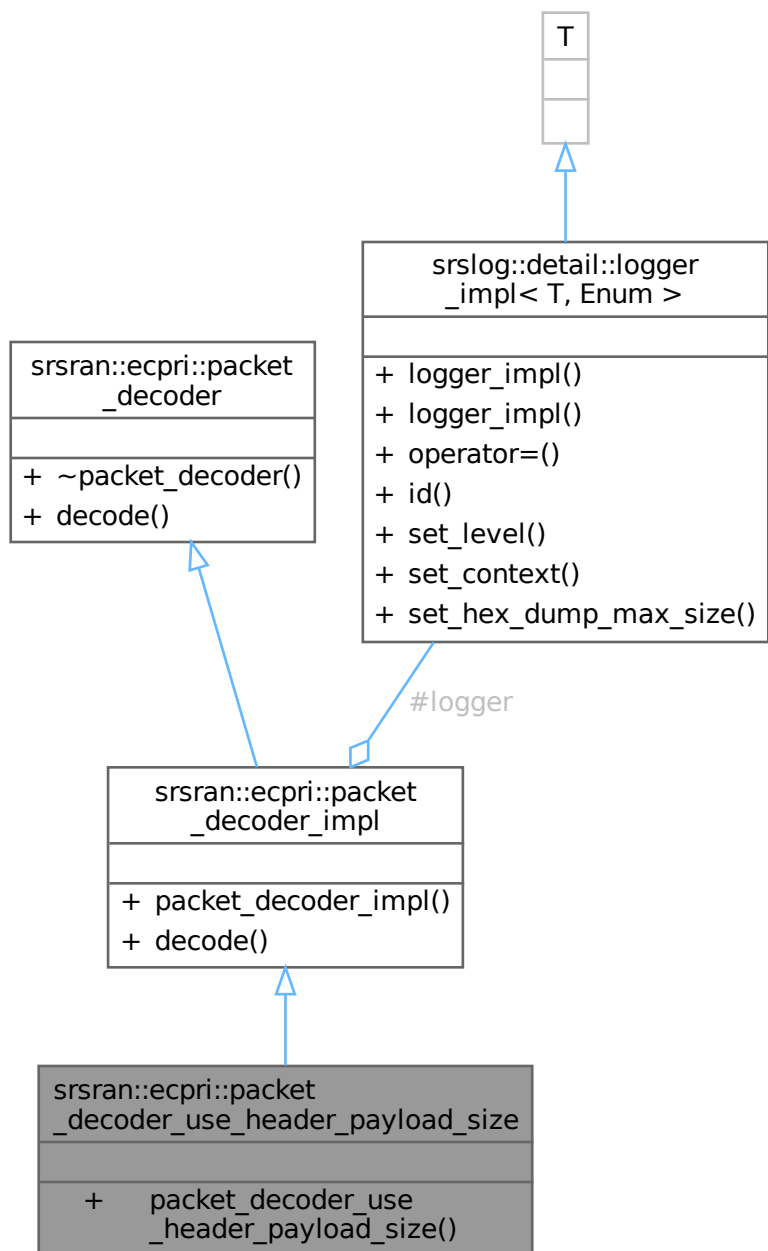 T
srslog::detail::logger
_impl< T, Enum >
+ logger_impl()
+ logger_impl()
+ operator=()
+ id()
+ set_level()
+ set_context()
+ set_hex_dump_max_size()
srsran::ecpri::packet
_decoder
+ ~packet_decoder()
+ decode()
#logger
srsran::ecpri::packet
_decoder_impl
+ packet_decoder_impl()
+ decode()
srsran::ecpri::packet
_decoder_use_header_payload_size
+ packet_decoder_use
_header_payload_size()